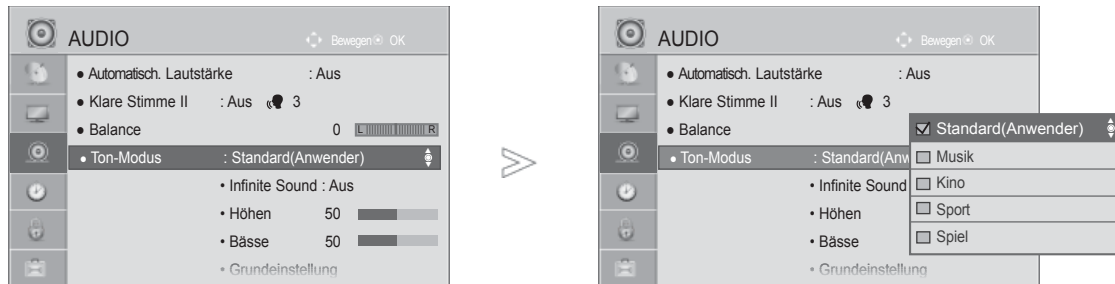 AUDIO
Bewegen OK
• Automatisch. Lautstärke : Aus
• Klare Stimme II : Aus 3
• Balance 0 L R
• Ton-Modus : Standard(Anwender)
• Infinite Sound : Aus
• Höhen 50
• Bässe 50
• Grundeinstellung
AUDIO
Bewegen OK
• Automatisch. Lautstärke : Aus
• Klare Stimme II : Aus 3
• Balance
• Ton-Modus : Standard(Anw
• Infinite Sound
• Höhen
• Bässe
• Grundeinstellung
Standard(Anwender)
Musik
Kino
Sport
Spiel